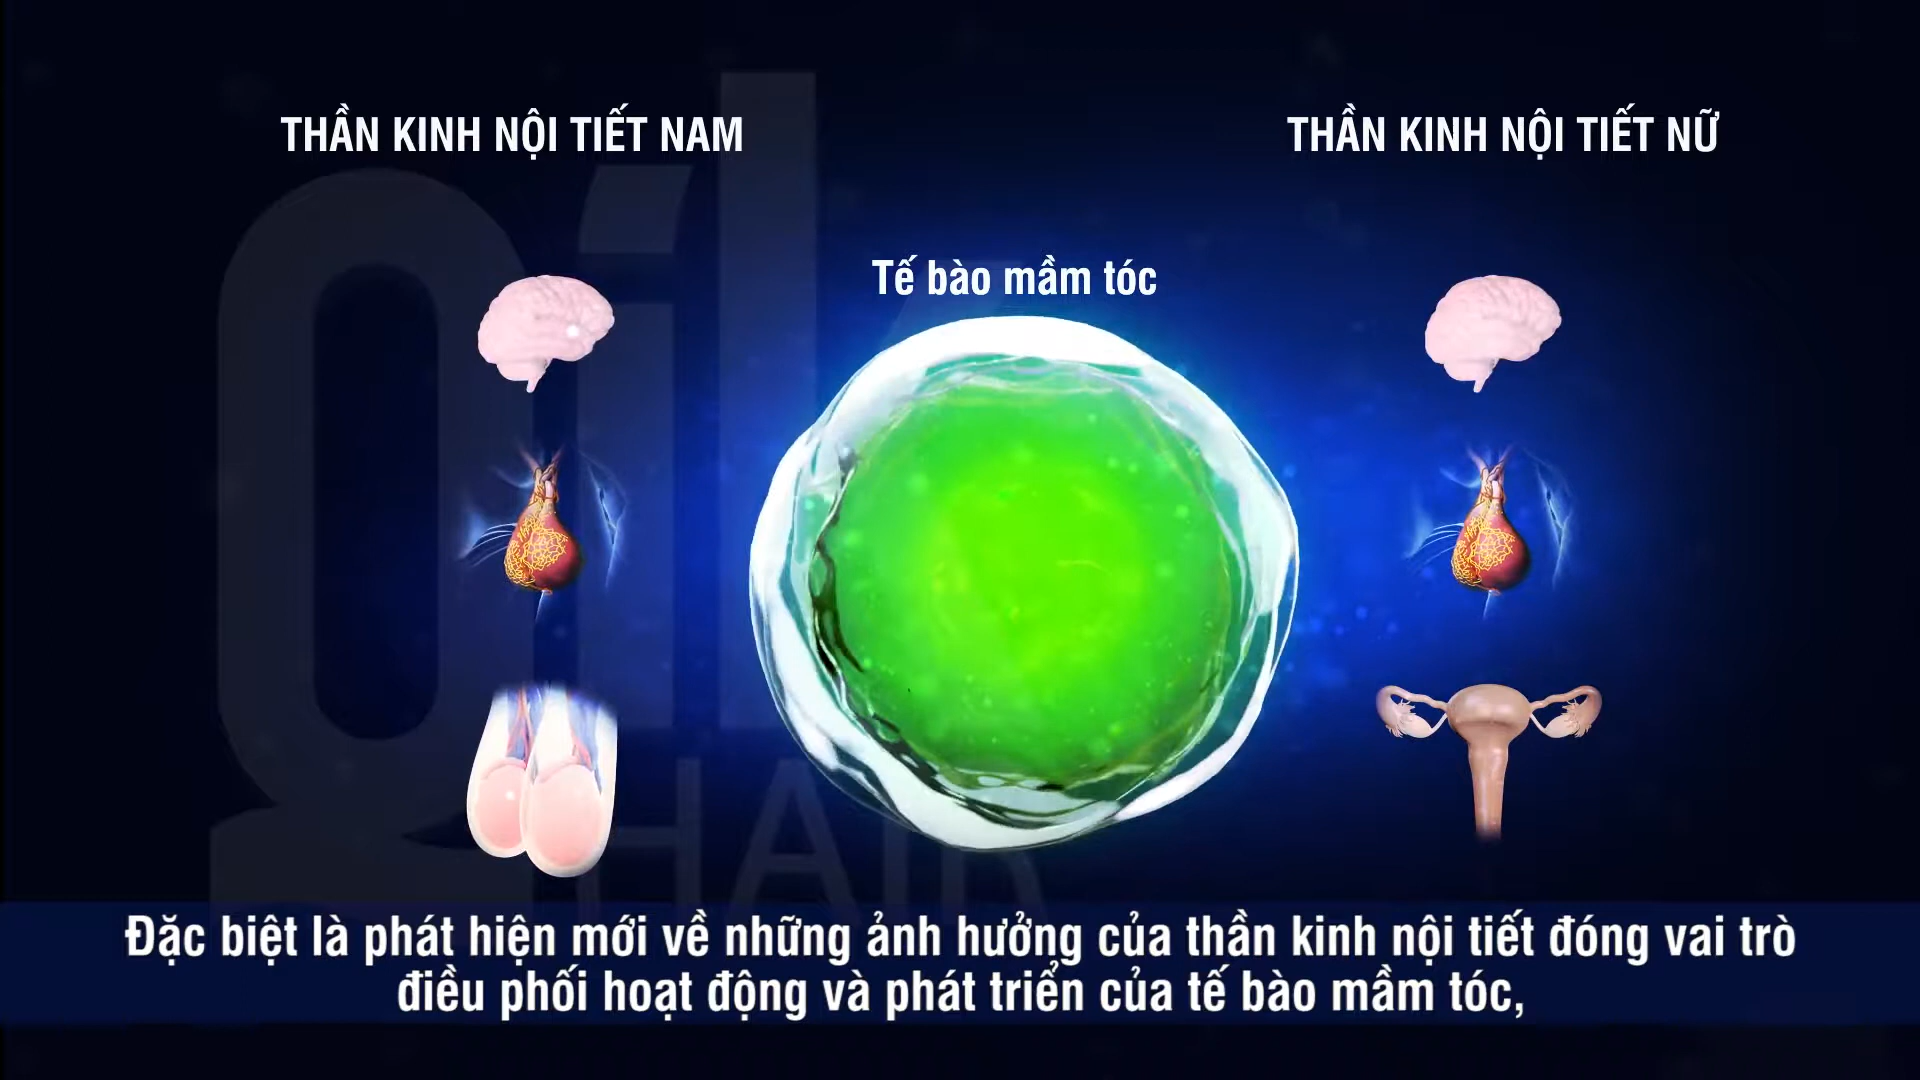 THẦN KINH NỘI TIẾT NAM
THẦN KINH NỘI TIẾT NỮ
Tế bào mầm tóc
HAIR
Đặc biệt là phát hiện mới về những ảnh hưởng của thần kinh nội tiết đóng vai trò
điều phối hoạt động và phát triển của tế bào mầm tóc,